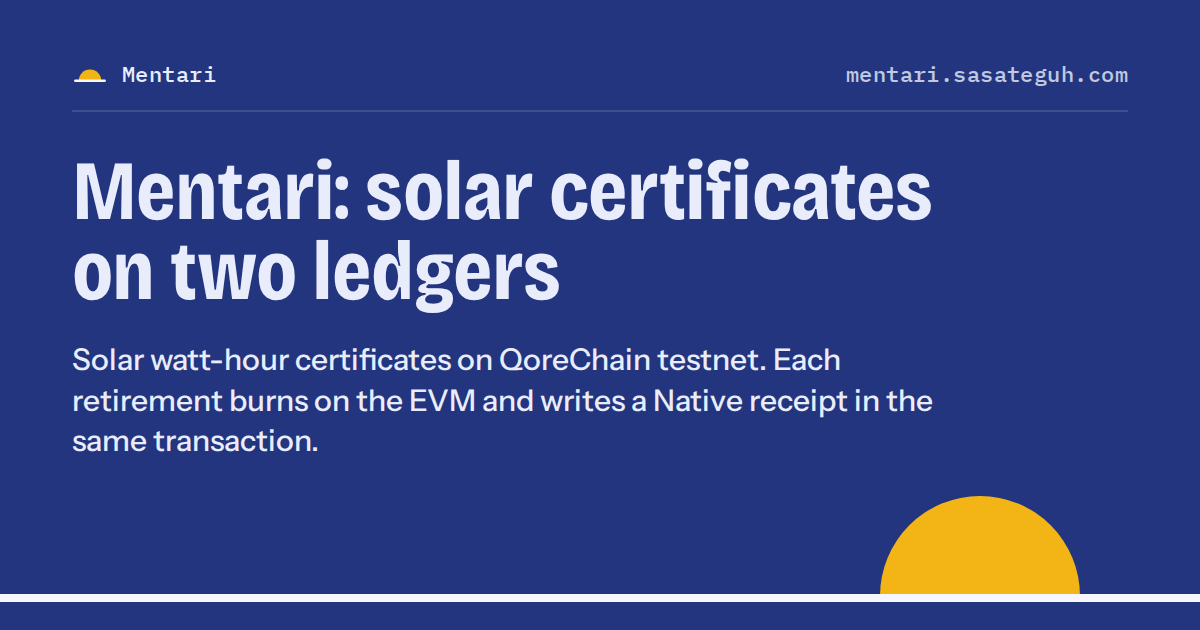 Mentari
mentari.sasateguh.com
Mentari: solar certificates
on two ledgers
Solar watt-hour certificates on QoreChain testnet. Each
retirement burns on the EVM and writes a Native receipt in the
same transaction.